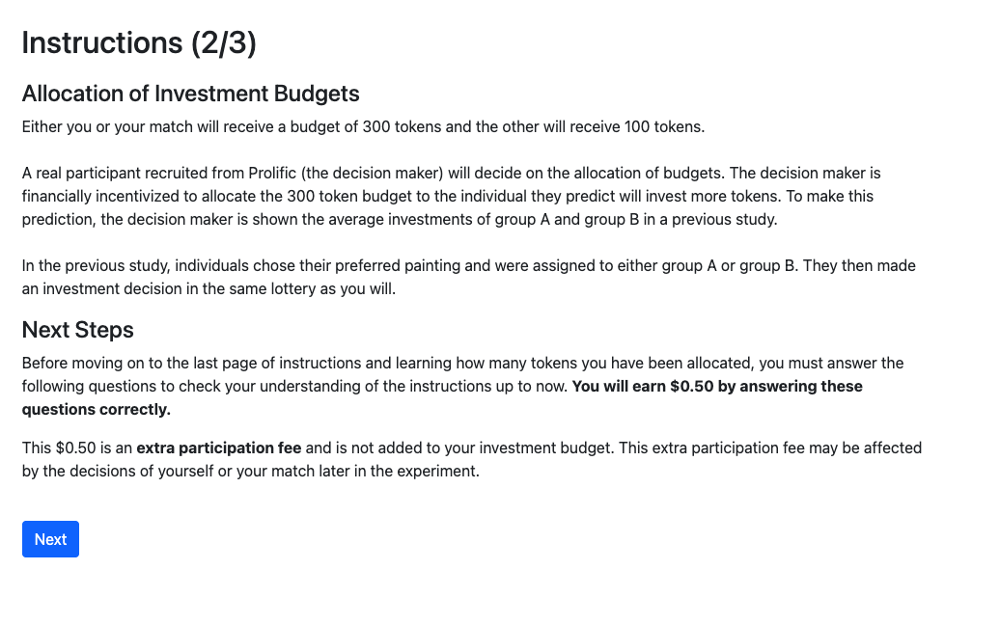 Instructions (2/3)
Allocation of Investment Budgets
Either you or your match will receive a budget of 300 tokens and the other will receive 100 tokens.
A real participant recruited from Prolific (the decision maker) will decide on the allocation of budgets. The decision maker is
financially incentivized to allocate the 300 token budget to the individual they predict will invest more tokens. To make this
prediction, the decision maker is shown the average investments of group A and group B in a previous study.
In the previous study, individuals chose their preferred painting and were assigned to either group A or group B. They then made
an investment decision in the same lottery as you will.
Next Steps
Before moving on to the last page of instructions and learning how many tokens you have been allocated, you must answer the
following questions to check your understanding of the instructions up to now. You will earn $0.50 by answering these
questions correctly.
This $0.50 is an extra participation fee and is not added to your investment budget. This extra participation fee may be affected
by the decisions of yourself or your match later in the experiment.
Next